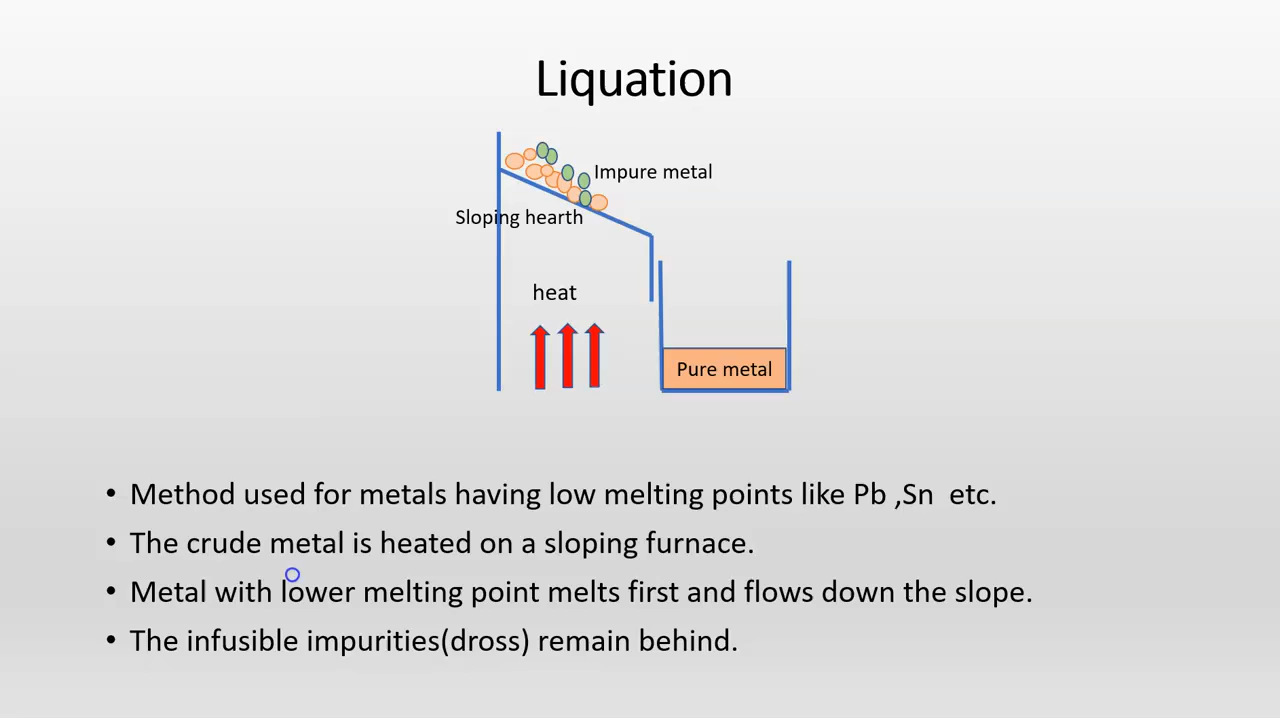 Liquation
Impure metal
Sloping hearth
heat
Pure metal
• Method used for metals having low melting points like Pb ,Sn  etc.
• The crude metal is heated on a sloping furnace.
• Metal with lower melting point melts first and flows down the slope.
• The infusible impurities(dross) remain behind.